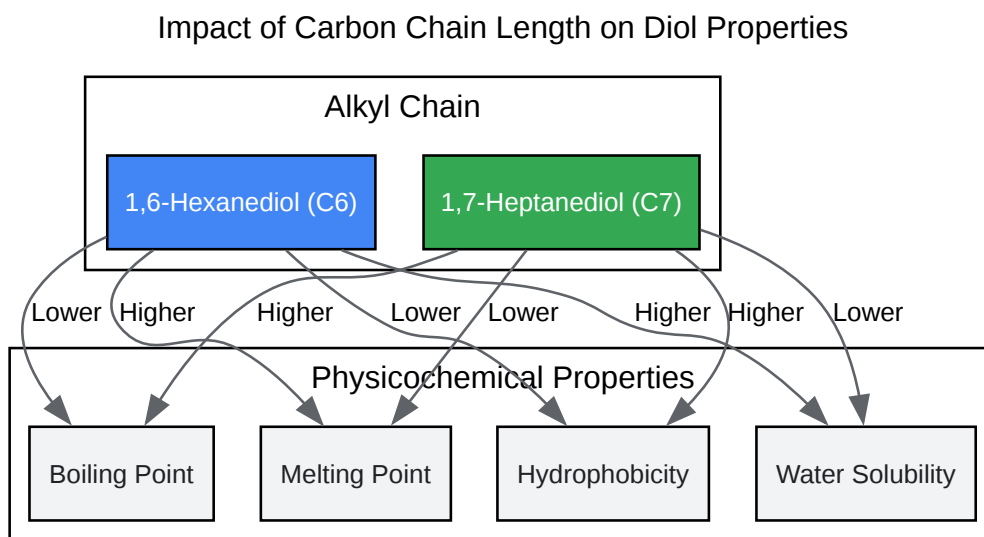 Impact of Carbon Chain Length on Diol Properties
Alkyl Chain
1,6-Hexanediol (C6)
1,7-Heptanediol (C7)
Lower
Higher
Higher
Lower
Lower
Higher
Higher
Lower
Physicochemical Properties
Boiling Point
Melting Point
Hydrophobicity
Water Solubility